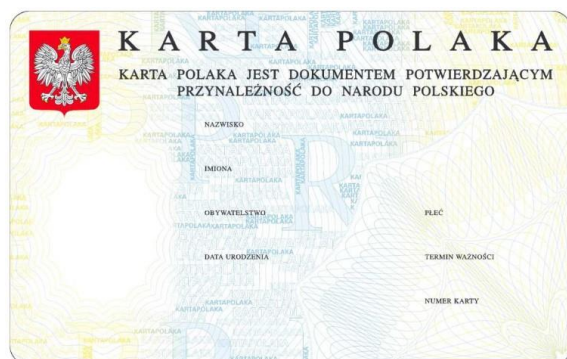 KARTA POLAKA
KARTA POLAKA JEST DOKUMENTEM POTWIERDZAJĄCYM
PRZYNALEŻNOŚĆ DO NARODU POLSKIEGO
NAZWISKO
IMIONA
OBYWATELSTWO
PŁEĆ
DATA URODZENIA
TERMIN WAŻNOŚCI
NUMER KARTY